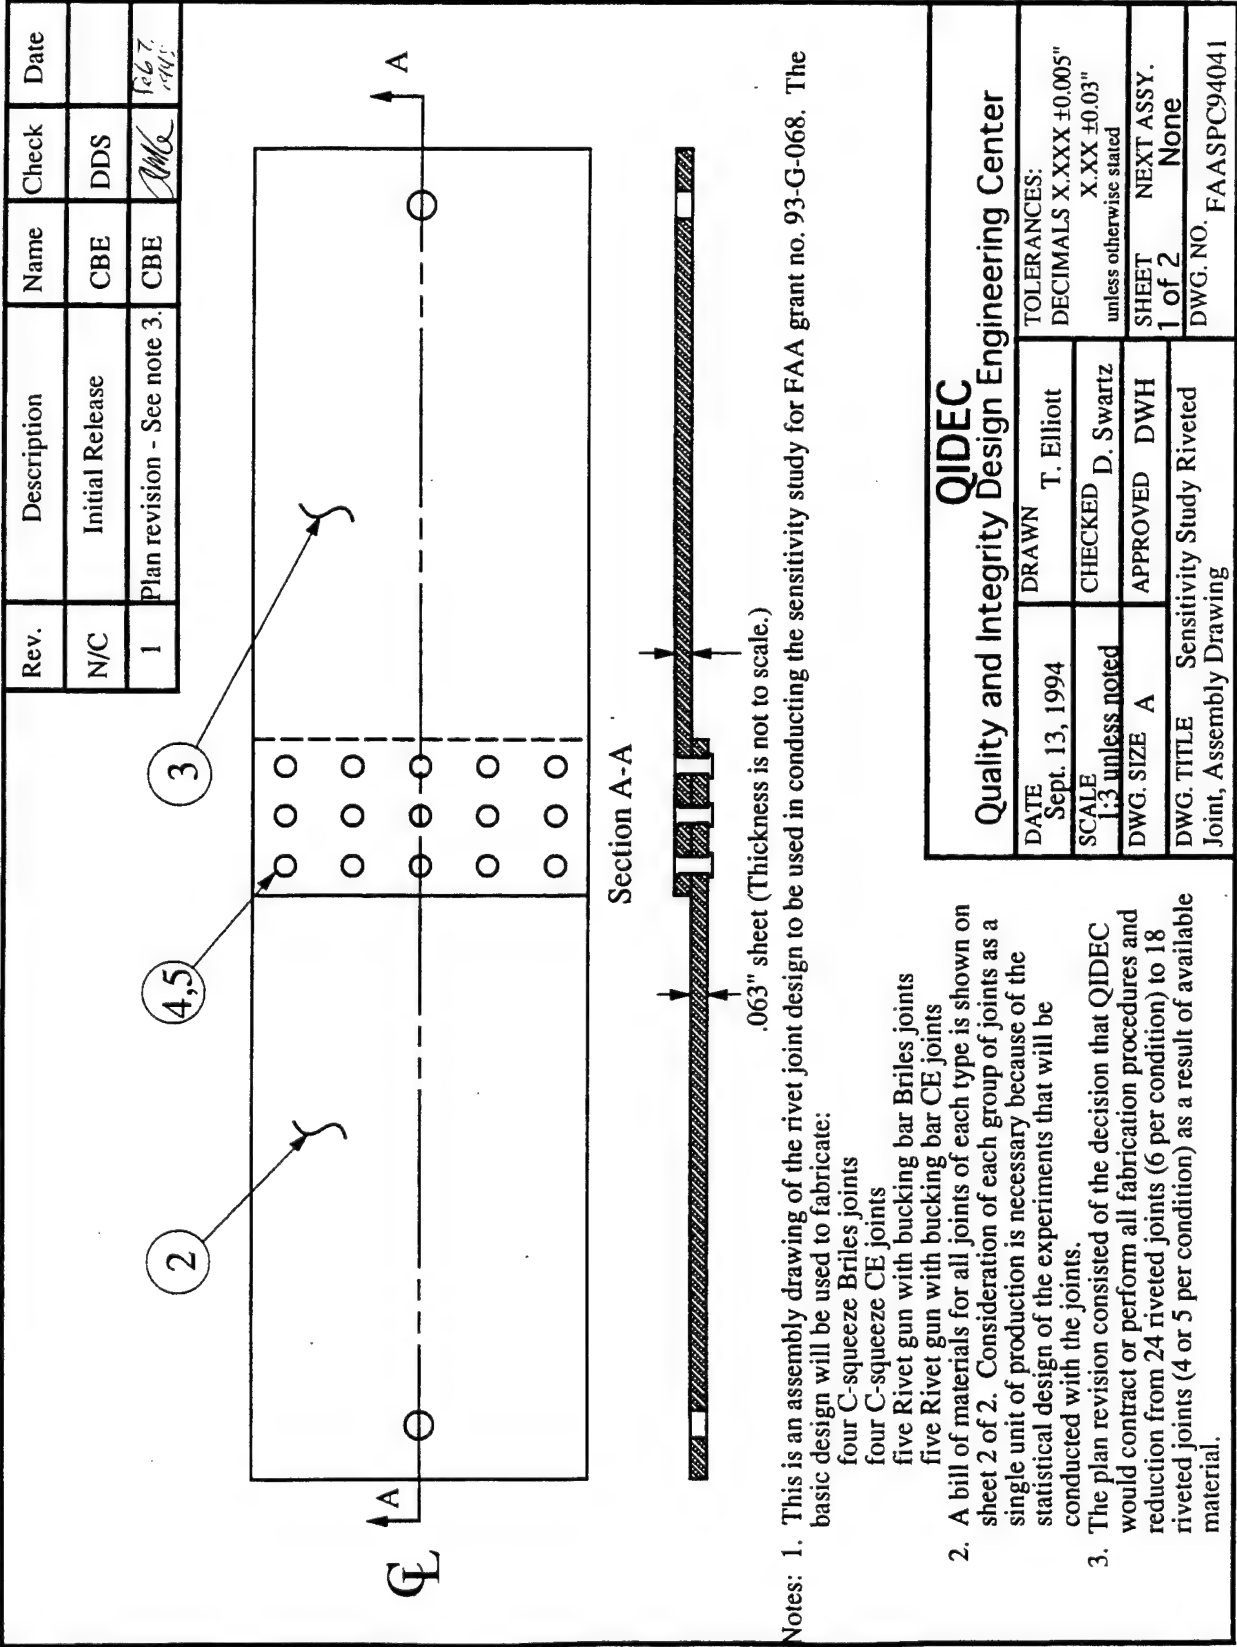 Rev. Description Name Check Date
N/C Initial Release CBE DDS
1 Plan revision - See note 3. CBE Feb 7,
2
4,5
3
A
A
CL
Section A-A
.063" sheet (Thickness is not to scale.)
Notes: 1. This is an assembly drawing of the rivet joint design to be used in conducting the sensitivity study for FAA grant no. 93-G-068. The
basic design will be used to fabricate:
four C-squeeze Briles joints
four C-squeeze CE joints
five Rivet gun with bucking bar Briles joints
five Rivet gun with bucking bar CE joints
2. A bill of materials for all joints of each type is shown on
sheet 2 of 2. Consideration of each group of joints as a
single unit of production is necessary because of the
statistical design of the experiments that will be
conducted with the joints.
3. The plan revision consisted of the decision that QIDEC
would contract or perform all fabrication procedures and
reduction from 24 riveted joints (6 per condition) to 18
riveted joints (4 or 5 per condition) as a result of available
material.
QIDEC
Quality and Integrity Design Engineering Center
DATE
Sept. 13, 1994
DRAWN
T. Elliott
TOLERANCES:
DECIMALS X.XXX ±0.005"
X.XX ±0.03"
unless otherwise stated
SCALE
1:3 unless noted
CHECKED D. Swartz
DWG. SIZE A
APPROVED DWH
SHEET
1 of 2
NEXT ASSY.
None
DWG. TITLE Sensitivity Study Riveted
Joint, Assembly Drawing
DWG. NO.
FAASPC94041